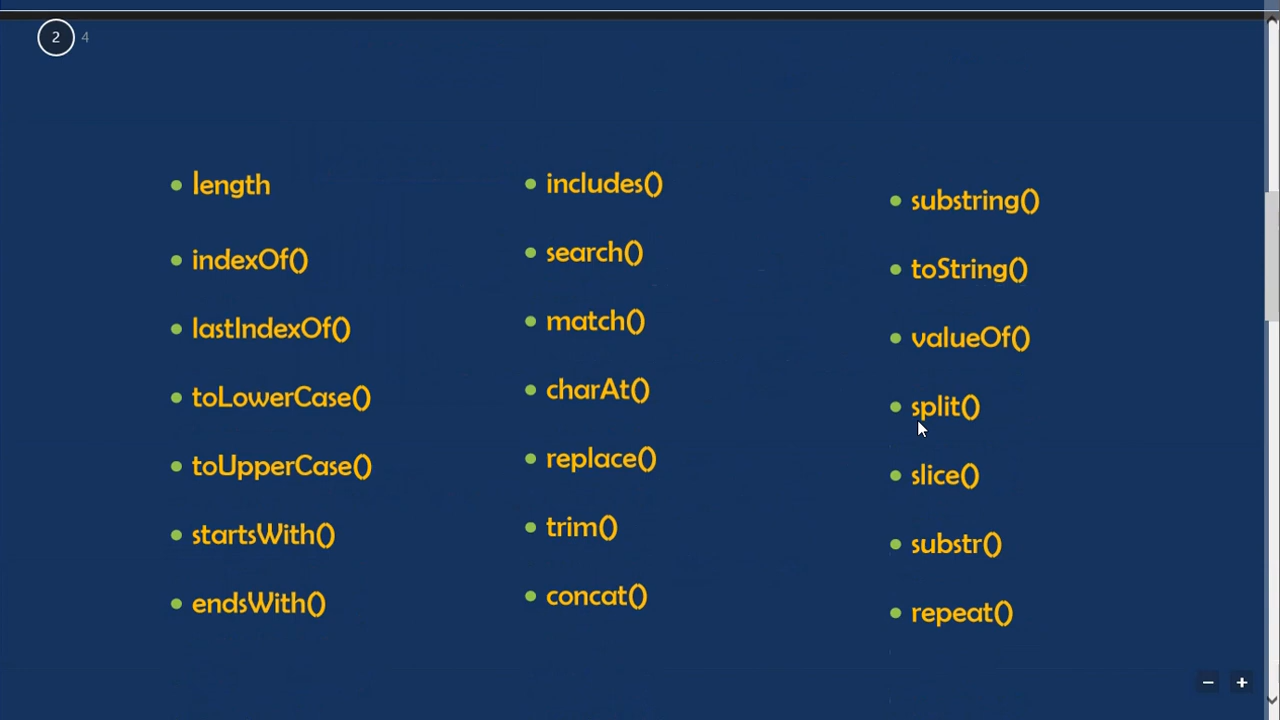 2 4
length
indexOf()
lastIndexOf()
toLowerCase()
toUpperCase()
startsWith()
endsWith()
includes()
search()
match()
charAt()
replace()
trim()
concat()
substring()
toString()
valueOf()
split()
slice()
substr()
repeat()